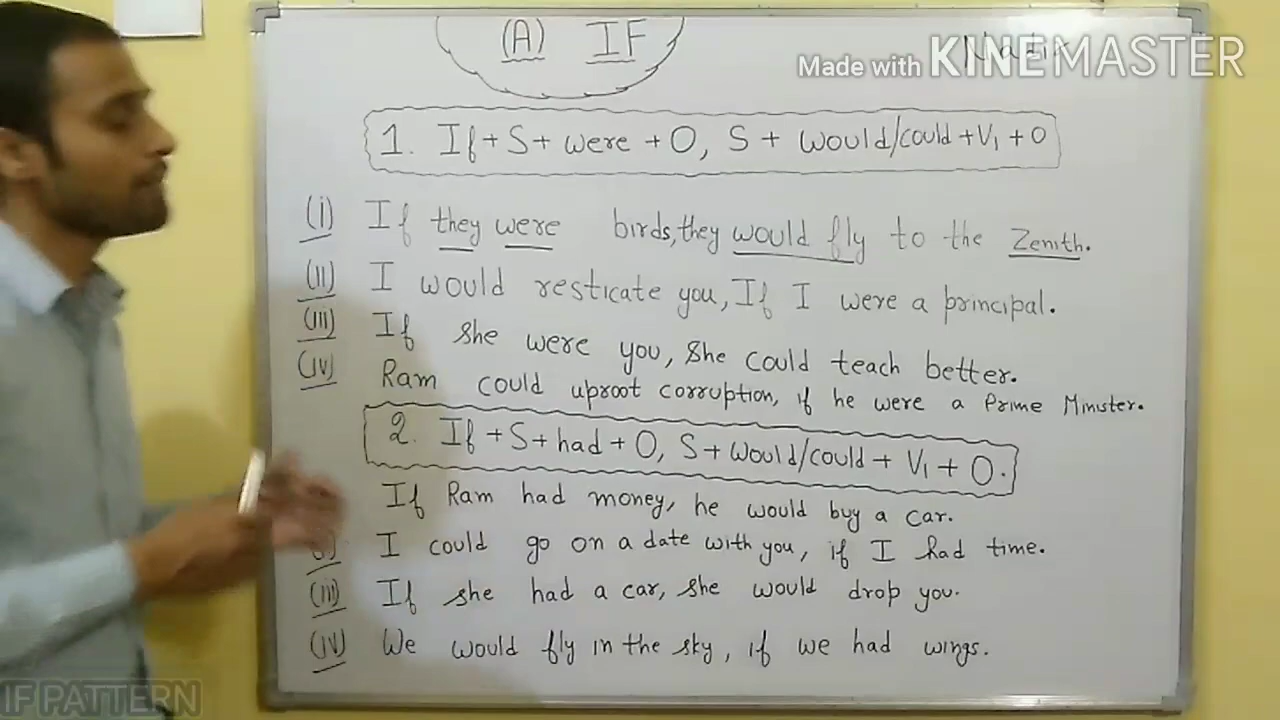 (A) IF
Made with KINEMASTER
1. If + S + were + O, S + would/could + V1 + O
(i) If they were birds, they would fly to the Zenith.
(ii) I would resticate you, If I were a principal.
(iii) If she were you, she could teach better.
(iv) Ram could uproot corruption, if he were a Prime Minister.
2. If + S + had + O, S + would/could + V1 + O.
If Ram had money, he would buy a car.
I could go on a date with you, if I had time.
(iii) If she had a car, she would drop you.
(iv) We would fly in the sky, if we had wings.
IF PATTERN